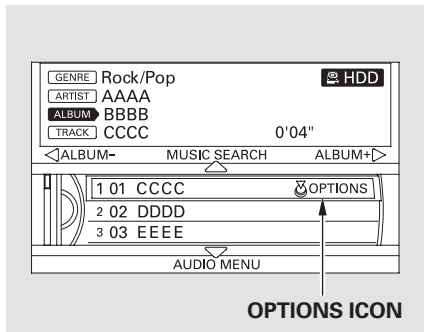 GENRE Rock/Pop HDD
ARTIST AAAA
ALBUM BBBB
TRACK CCCC 0'04"
ALBUM- MUSIC SEARCH ALBUM+
1 01 CCCC OPTIONS
2 02 DDDD
3 03 EEEE
AUDIO MENU
OPTIONS ICON